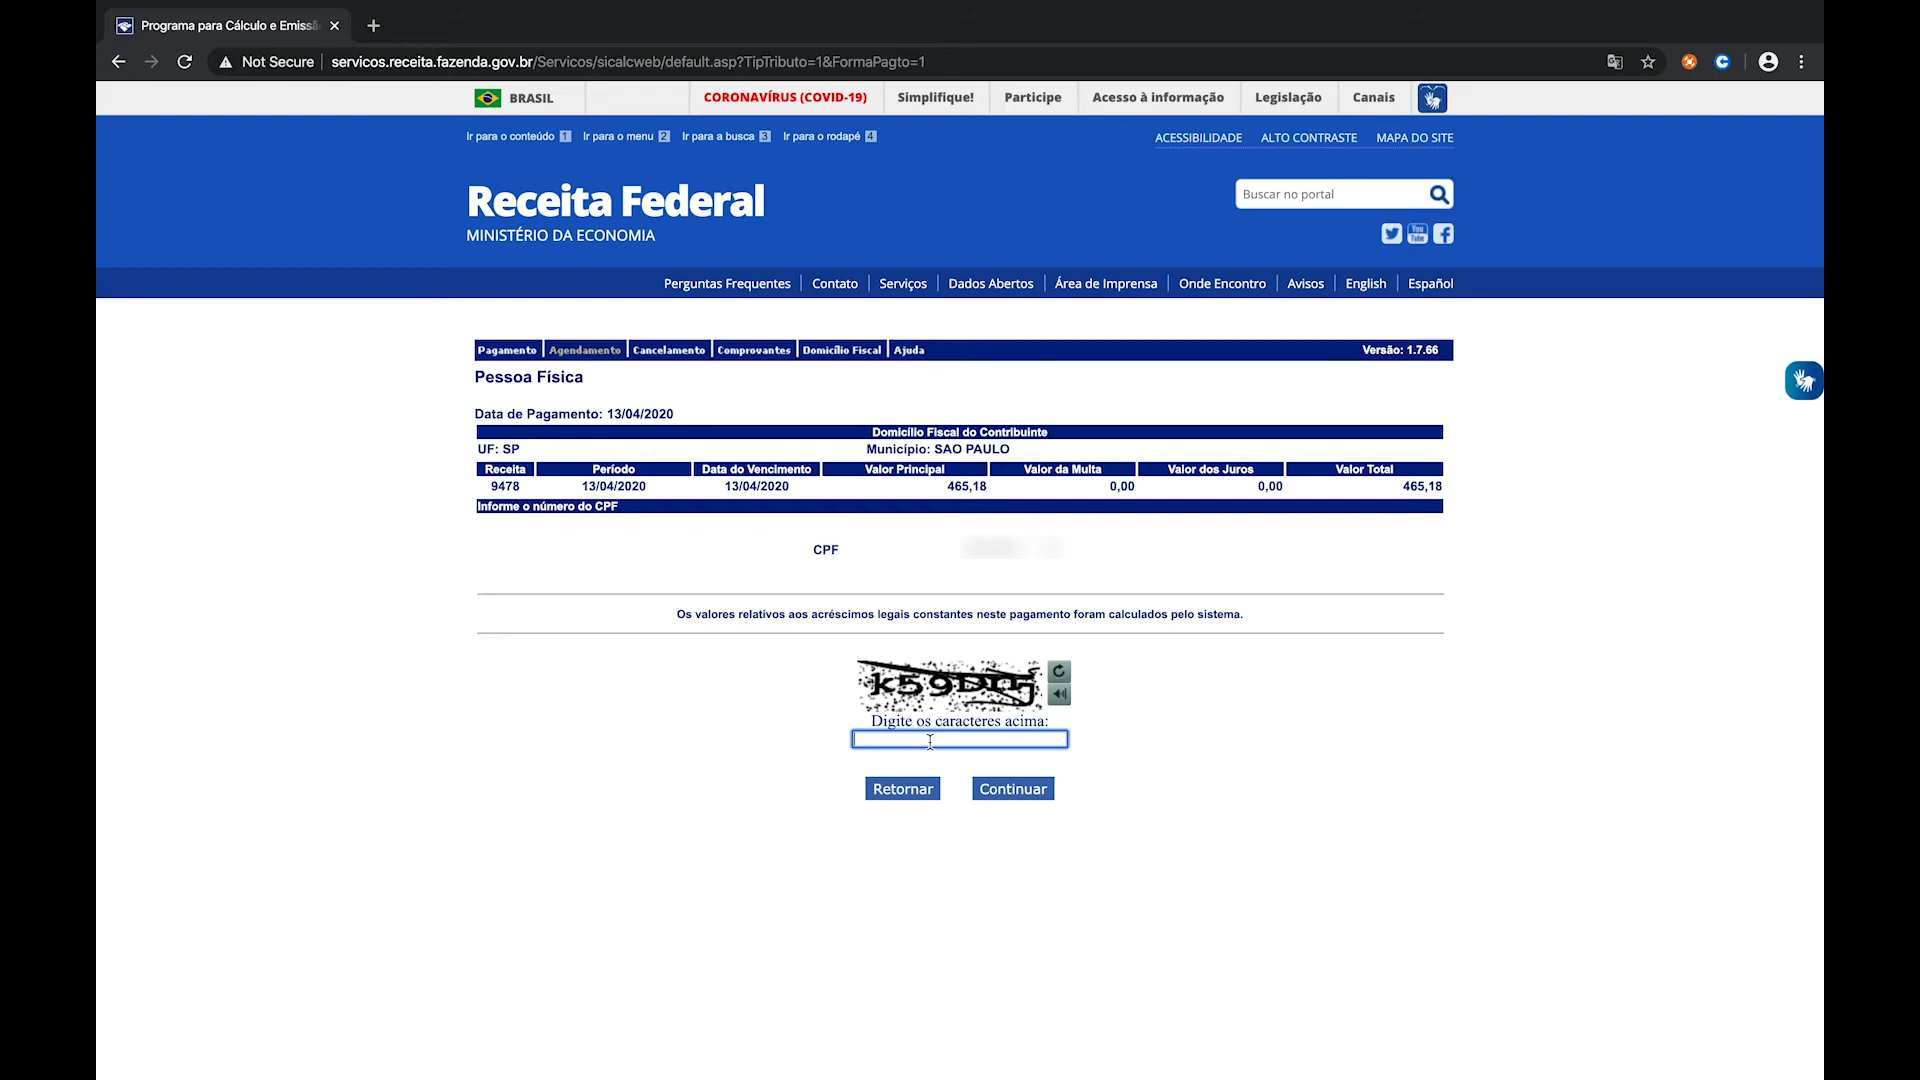 Programa para Cálculo e Emissã
Not Secure servicos.receita.fazenda.gov.br/Servicos/sicalcweb/default.asp?TipTributo=1&FormaPagto=1
BRASIL CORONAVÍRUS (COVID-19) Simplifique! Participe Acesso à informação Legislação Canais
Ir para o conteúdo 1 Ir para o menu 2 Ir para a busca 3 Ir para o rodapé 4 ACESSIBILIDADE ALTO CONTRASTE MAPA DO SITE
Receita Federal
Buscar no portal
MINISTÉRIO DA ECONOMIA
You Tube
Perguntas Frequentes Contato Serviços Dados Abertos Área de Imprensa Onde Encontro Avisos English Español
Pagamento Agendamento Cancelamento Comprovantes Domicílio Fiscal Ajuda Versão: 1.7.66
Pessoa Física
Data de Pagamento: 13/04/2020
Domicílio Fiscal do Contribuinte
UF: SP Município: SAO PAULO
Receita Período Data do Vencimento Valor Principal Valor da Multa Valor dos Juros Valor Total
9478 13/04/2020 13/04/2020 465,18 0,00 0,00 465,18
Informe o número do CPF
CPF
Os valores relativos aos acréscimos legais constantes neste pagamento foram calculados pelo sistema.
Digite os caracteres acima:
Retornar Continuar